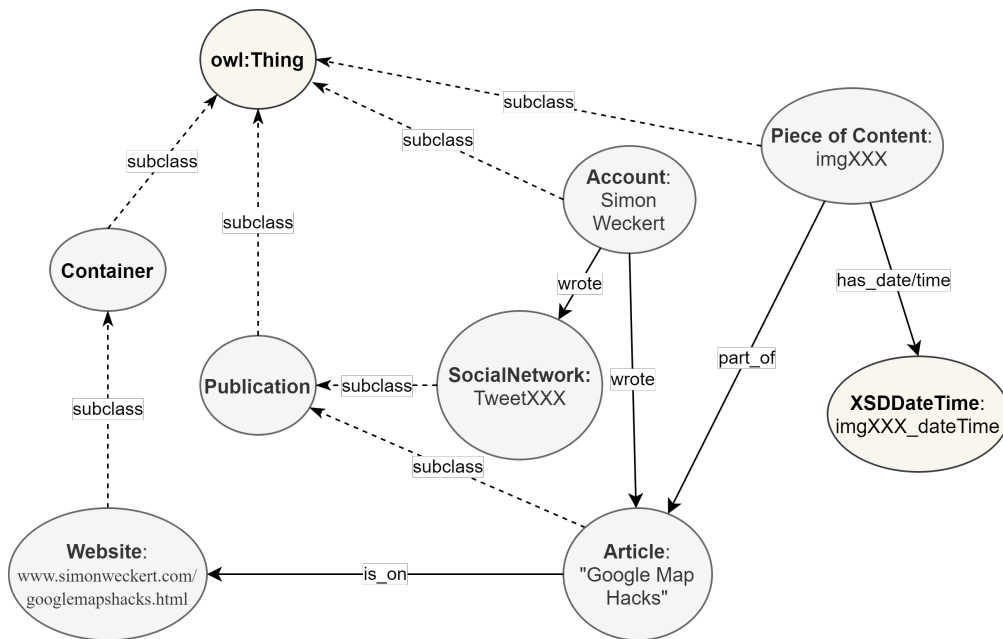 owl:Thing
subclass
Piece of Content:
imgXXX
subclass
subclass
Account:
Simon
Weckert
subclass
Container
has_date/time
wrote
part_of
SocialNetwork:
TweetXXX
wrote
Publication
subclass
XSDDateTime:
imgXXX_dateTime
subclass
subclass
Website:
www.simonweckert.com/
googlemapshacks.html
is_on
Article:
"Google Map
Hacks"